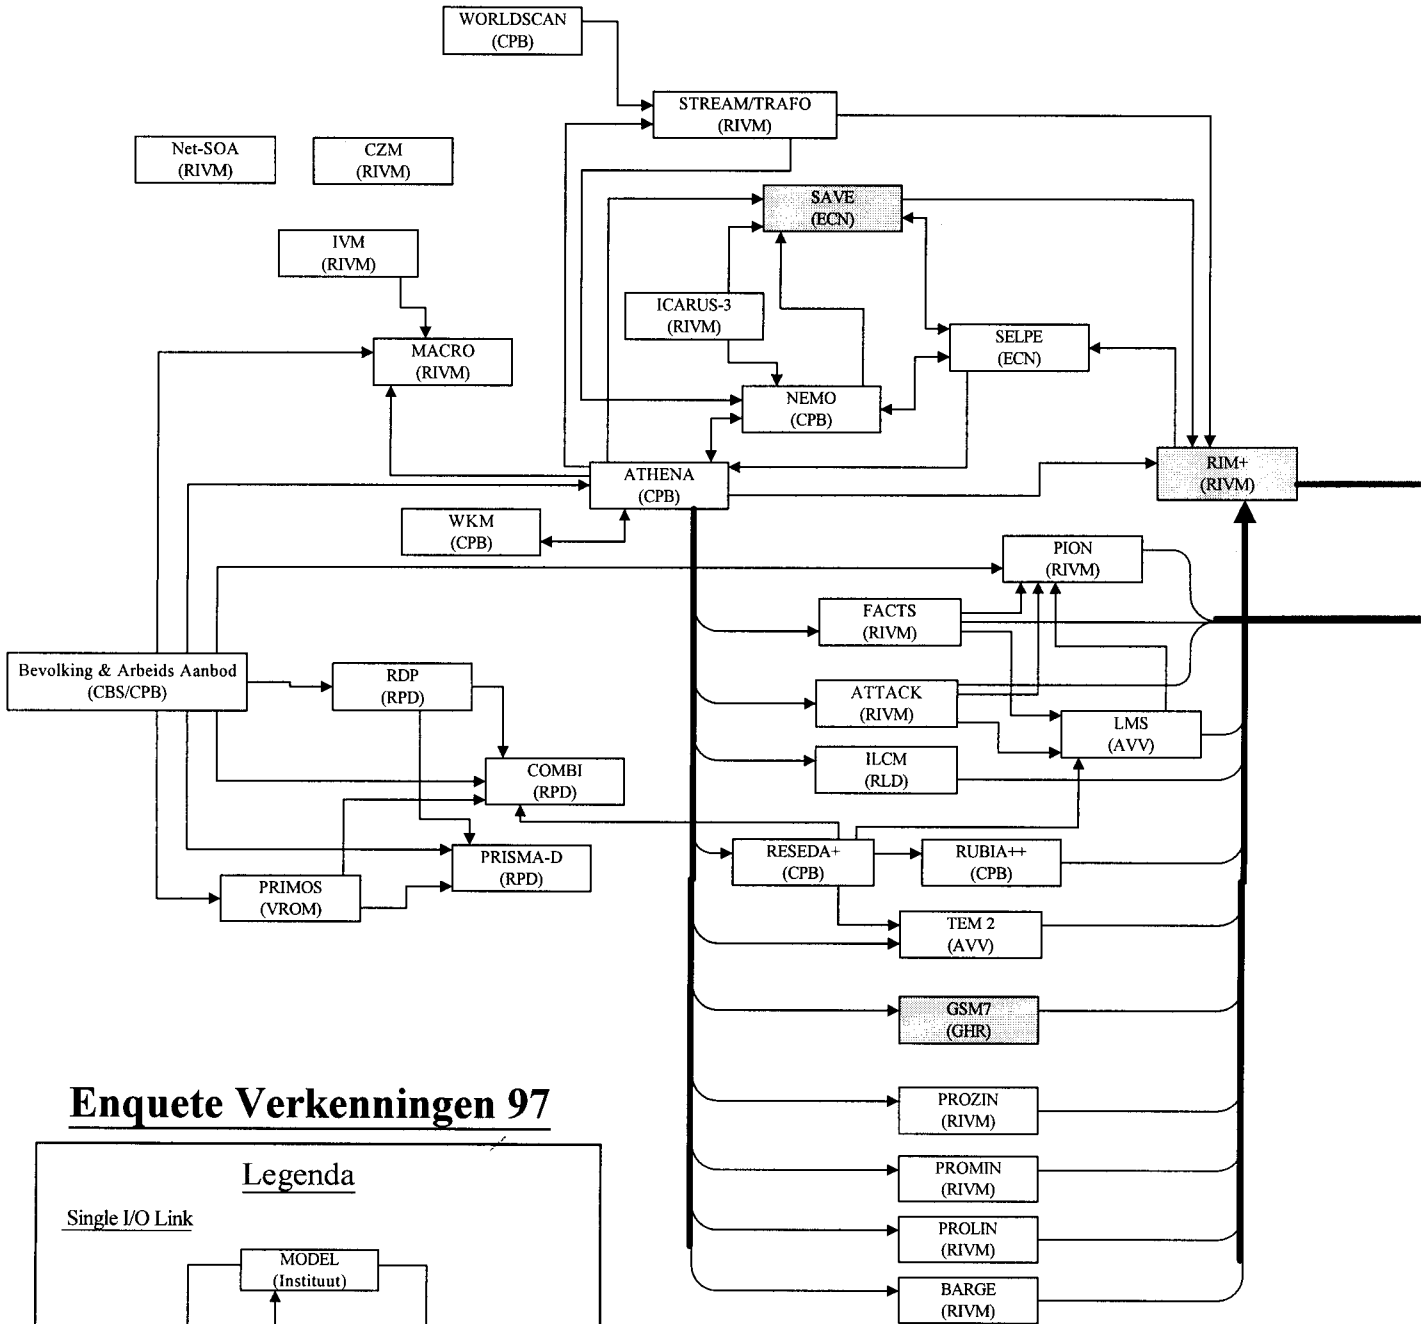 WORLDSCAN
(CPB)
STREAM/TRAFO
(RIVM)
Net-SOA
(RIVM)
CZM
(RIVM)
SAVE
(ECN)
IVM
(RIVM)
ICARUS-3
(RIVM)
SELPE
(ECN)
MACRO
(RIVM)
NEMO
(CPB)
ATHENA
(CPB)
RIM+
(RIVM)
WKM
(CPB)
PION
(RIVM)
FACTS
(RIVM)
Bevolking & Arbeids Aanbod
(CBS/CPB)
RDP
(RPD)
ATTACK
(RIVM)
LMS
(AVV)
ILCM
(RLD)
COMBI
(RPD)
PRISMA-D
(RPD)
RESEDA+
(CPB)
RUBIA++
(CPB)
PRIMOS
(VROM)
TEM 2
(AVV)
GSM7
(GHR)
Enquete Verkenningen 97
PROZIN
(RIVM)
Legenda
PROMIN
(RIVM)
Single I/O Link
PROLIN
(RIVM)
MODEL
(Instituut)
BARGE
(RIVM)